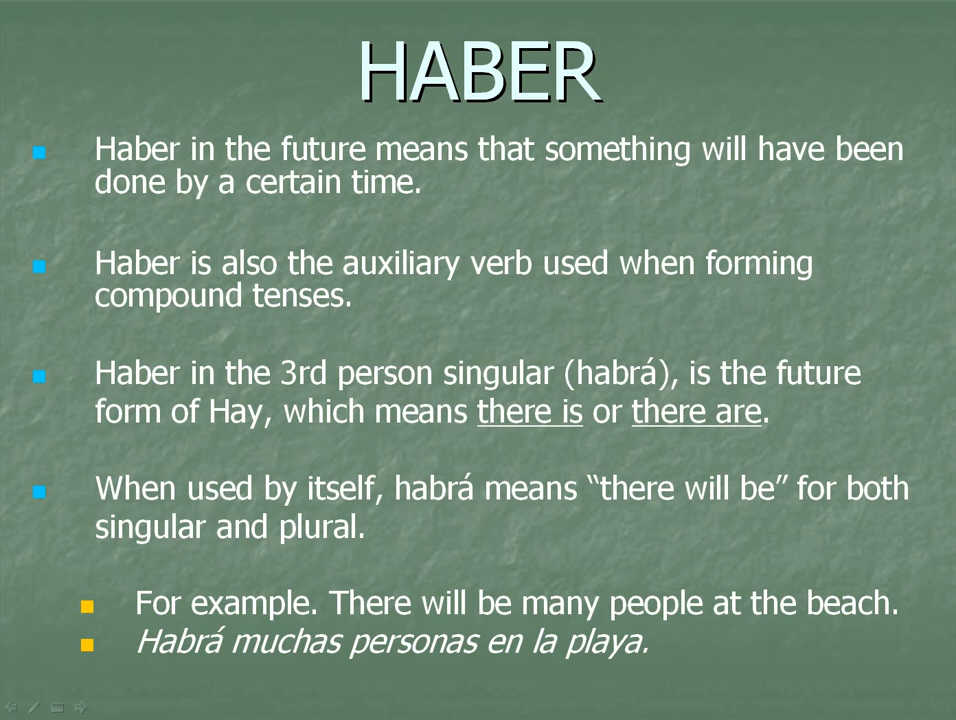 HABER
Haber in the future means that something will have been
done by a certain time.
Haber is also the auxiliary verb used when forming
compound tenses.
Haber in the 3rd person singular (habrá), is the future
form of Hay, which means there is or there are.
When used by itself, habrá means “there will be” for both
singular and plural.
For example. There will be many people at the beach.
Habrá muchas personas en la playa.